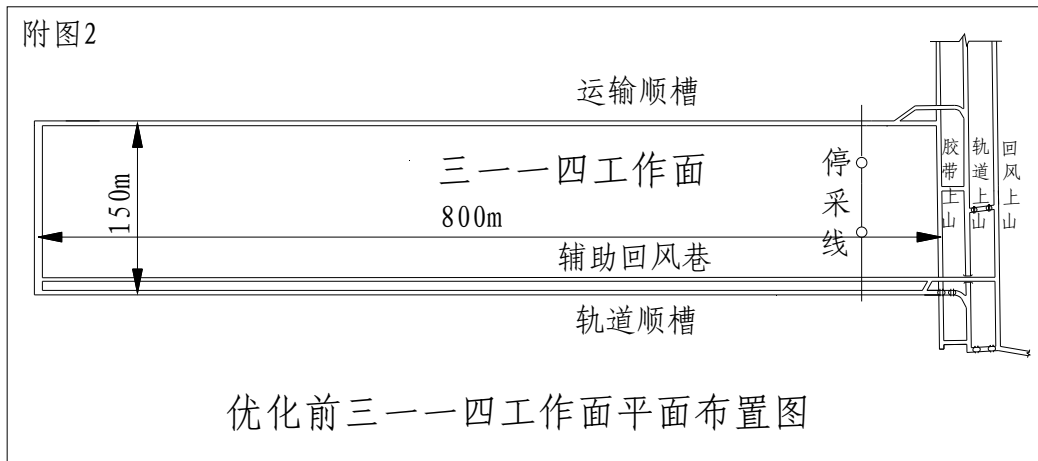 附图2
运输顺槽
三一一四工作面
150m
800m
停采线
胶带上山
轨道上山
回风上山
辅助回风巷
轨道顺槽
优化前三一一四工作面平面布置图